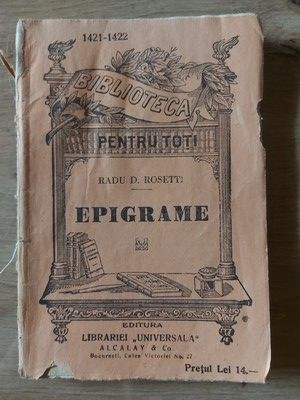 1421-1422
BIBLIOTECA
PENTRU TOTI
RADU D. ROSETTI
EPIGRAME
EDITURA
LIBRARIEI „UNIVERSALA"
ALCALAY & Co.
Bucuresti, Calea Victoriei No. 27
Prețul Lei 14.—